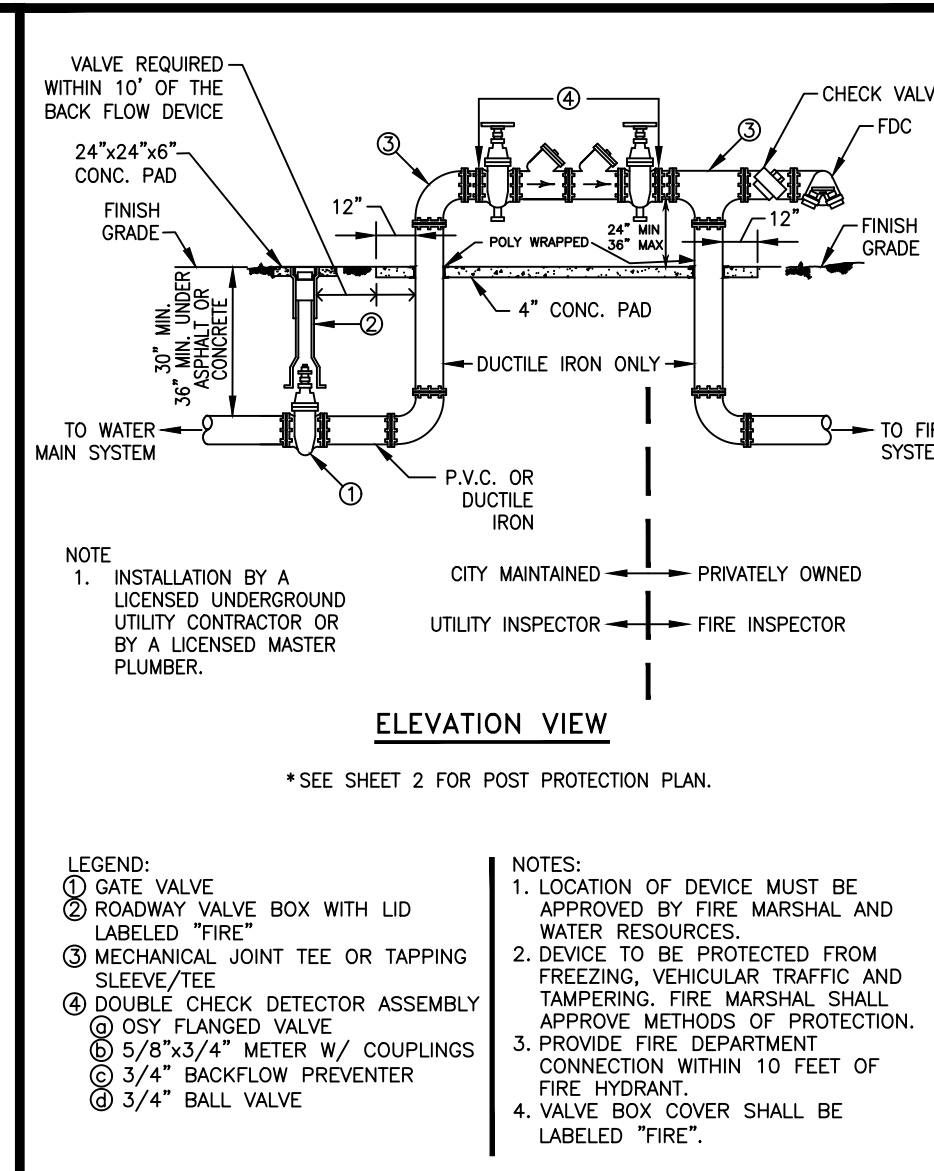 VALVE REQUIRED
WITHIN 10' OF THE
BACK FLOW DEVICE
24"x24"x6"
CONC. PAD
FINISH
GRADE
12"
③
④
③
CHECK VALV
FDC
24" MIN
36" MAX
12"
FINISH
GRADE
POLY WRAPPED
4" CONC. PAD
30" MIN.
36" MIN. UNDER
ASPHALT OR
CONCRETE
②
DUCTILE IRON ONLY
TO WATER
MAIN SYSTEM
①
P.V.C. OR
DUCTILE
IRON
TO FIR
SYSTE
NOTE
1. INSTALLATION BY A
LICENSED UNDERGROUND
UTILITY CONTRACTOR OR
BY A LICENSED MASTER
PLUMBER.
CITY MAINTAINED PRIVATELY OWNED
UTILITY INSPECTOR FIRE INSPECTOR
ELEVATION VIEW
*SEE SHEET 2 FOR POST PROTECTION PLAN.
LEGEND:
① GATE VALVE
② ROADWAY VALVE BOX WITH LID
LABELED "FIRE"
③ MECHANICAL JOINT TEE OR TAPPING
SLEEVE/TEE
④ DOUBLE CHECK DETECTOR ASSEMBLY
ⓐ OSY FLANGED VALVE
ⓑ 5/8"x3/4" METER W/ COUPLINGS
ⓒ 3/4" BACKFLOW PREVENTER
ⓓ 3/4" BALL VALVE
NOTES:
1. LOCATION OF DEVICE MUST BE
APPROVED BY FIRE MARSHAL AND
WATER RESOURCES.
2. DEVICE TO BE PROTECTED FROM
FREEZING, VEHICULAR TRAFFIC AND
TAMPERING. FIRE MARSHAL SHALL
APPROVE METHODS OF PROTECTION.
3. PROVIDE FIRE DEPARTMENT
CONNECTION WITHIN 10 FEET OF
FIRE HYDRANT.
4. VALVE BOX COVER SHALL BE
LABELED "FIRE".